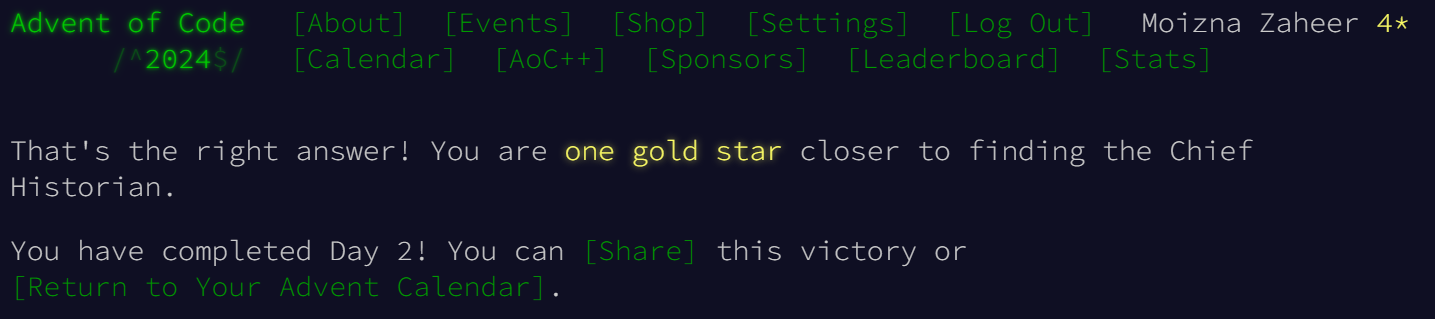 Advent of Code [About] [Events] [Shop] [Settings] [Log Out] Moizna Zaheer 4*
/^2024$/ [Calendar] [AoC++] [Sponsors] [Leaderboard] [Stats]
That's the right answer! You are one gold star closer to finding the Chief
Historian.
You have completed Day 2! You can [Share] this victory or
[Return to Your Advent Calendar].